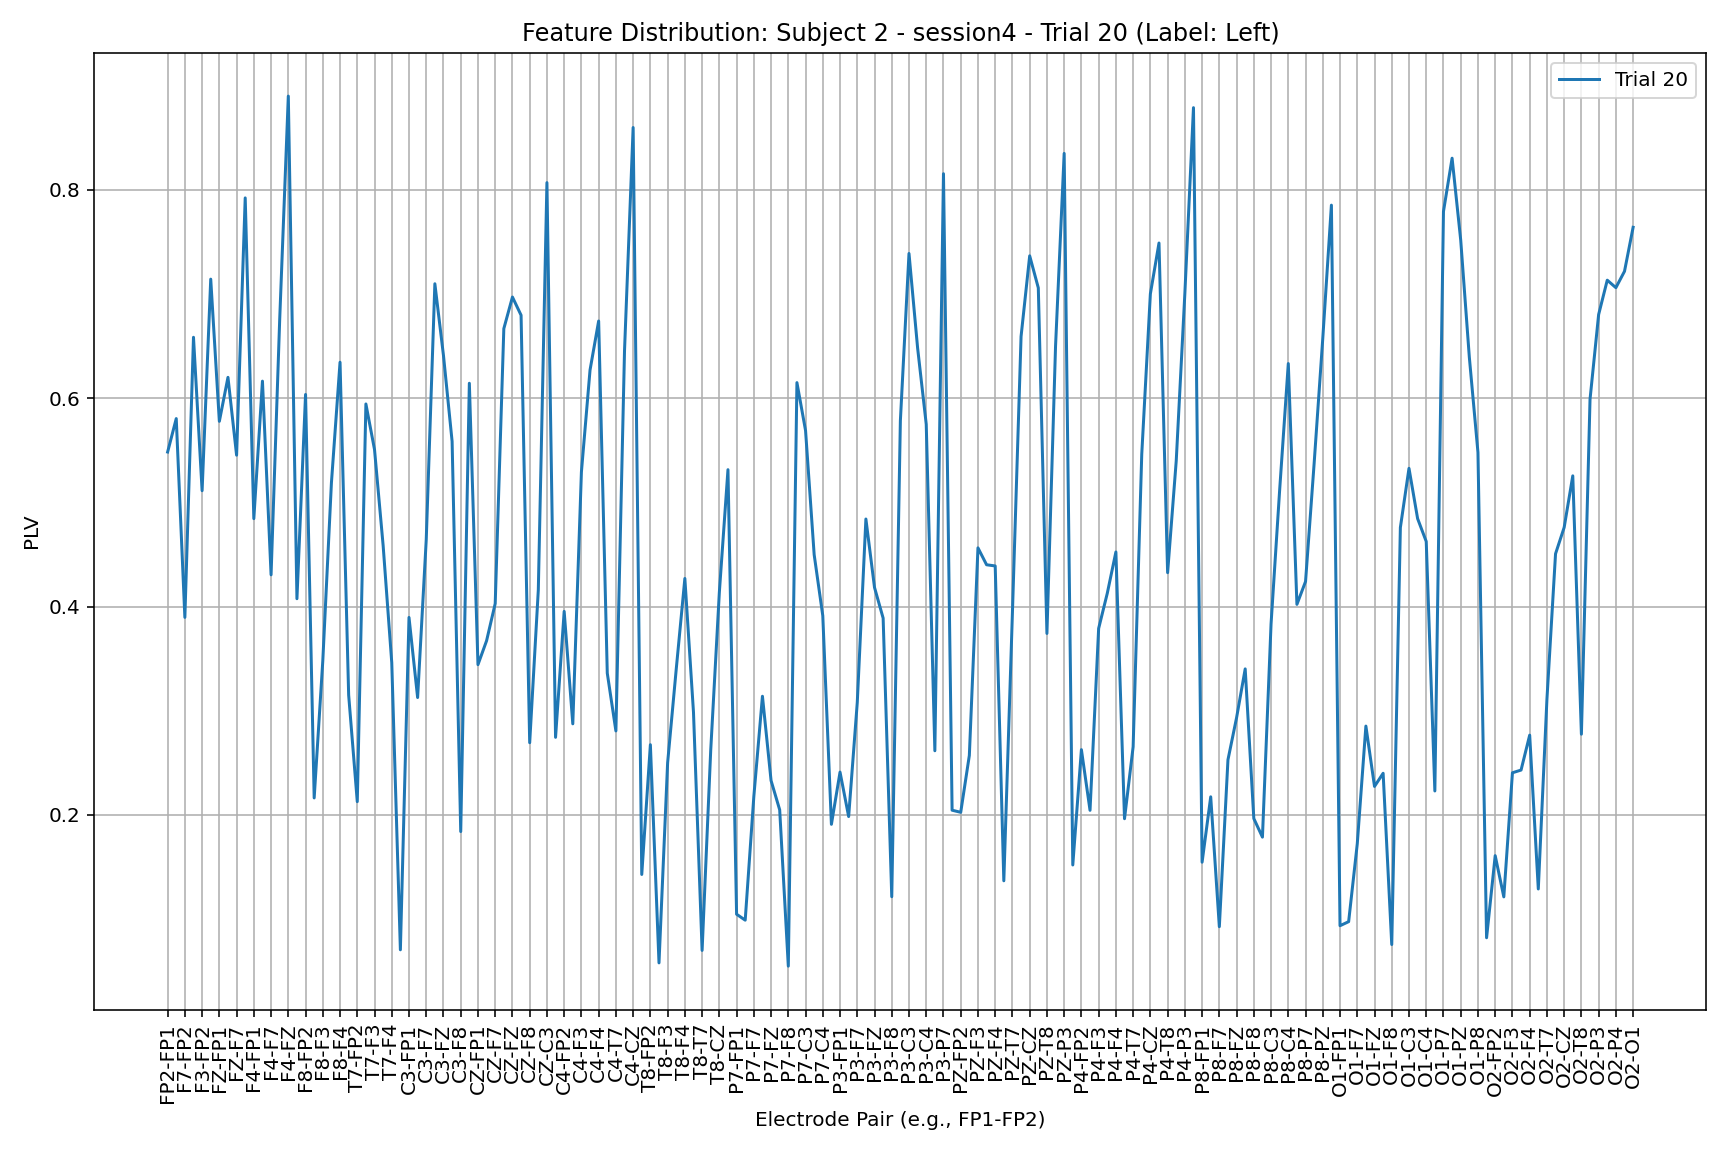 Feature Distribution: Subject 2 - session4 - Trial 20 (Label: Left)
Trial 20
PLV
0.8
0.6
0.4
0.2
FP2-FP1
F7-FP2
F3-FP2
FZ-FP1
FZ-F7
F4-FP1
F4-F7
F4-FZ
F8-FP2
F8-F3
F8-F4
T7-FP2
T7-F3
T7-F4
C3-FP1
C3-F7
C3-FZ
C3-F8
CZ-FP1
CZ-F7
CZ-FZ
CZ-F8
CZ-C3
C4-FP2
C4-F3
C4-F4
C4-T7
C4-CZ
T8-FP2
T8-F3
T8-F4
T8-T7
T8-CZ
P7-FP1
P7-F7
P7-FZ
P7-F8
P7-C3
P7-C4
P3-FP1
P3-F7
P3-FZ
P3-F8
P3-C3
P3-C4
P3-P7
PZ-FP2
PZ-F3
PZ-F4
PZ-T7
PZ-CZ
PZ-T8
PZ-P3
P4-FP2
P4-F3
P4-F4
P4-T7
P4-CZ
P4-T8
P4-P3
P8-FP1
P8-F7
P8-FZ
P8-F8
P8-C3
P8-C4
P8-P7
P8-PZ
O1-FP1
O1-F7
O1-FZ
O1-F8
O1-C3
O1-C4
O1-P7
O1-PZ
O1-P8
O2-FP2
O2-F3
O2-F4
O2-T7
O2-CZ
O2-T8
O2-P3
O2-P4
O2-O1
Electrode Pair (e.g., FP1-FP2)